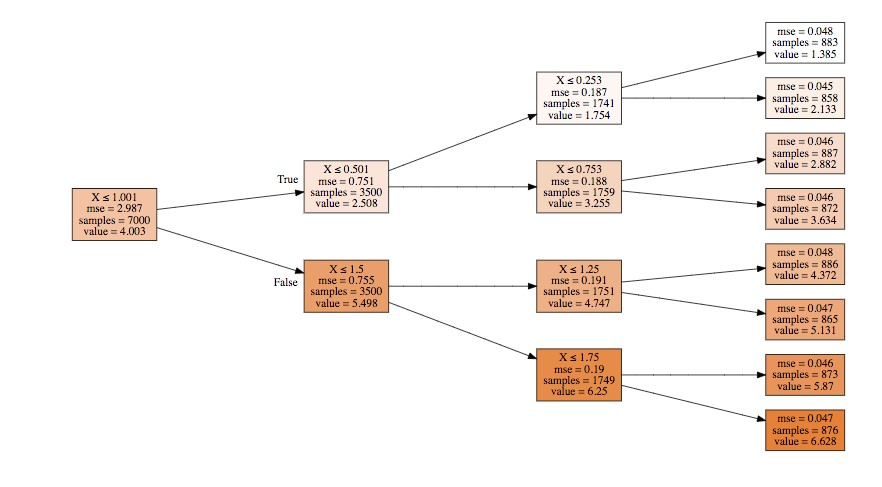 X ≤ 1.001
mse = 2.987
samples = 7000
value = 4.003
True
False
X ≤ 0.501
mse = 0.751
samples = 3500
value = 2.508
X ≤ 1.5
mse = 0.755
samples = 3500
value = 5.498
X ≤ 0.253
mse = 0.187
samples = 1741
value = 1.754
X ≤ 0.753
mse = 0.188
samples = 1759
value = 3.255
X ≤ 1.25
mse = 0.191
samples = 1751
value = 4.747
X ≤ 1.75
mse = 0.19
samples = 1749
value = 6.25
mse = 0.048
samples = 883
value = 1.385
mse = 0.045
samples = 858
value = 2.133
mse = 0.046
samples = 887
value = 2.882
mse = 0.046
samples = 872
value = 3.634
mse = 0.048
samples = 886
value = 4.372
mse = 0.047
samples = 865
value = 5.131
mse = 0.046
samples = 873
value = 5.87
mse = 0.047
samples = 876
value = 6.628